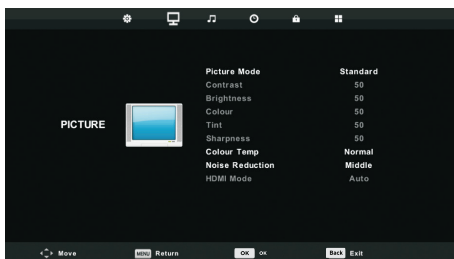 Picture Mode Standard
Contrast 50
Brightness 50
Colour 50
PICTURE Tint 50
Sharpness 50
Colour Temp Normal
Noise Reduction Middle
HDMI Mode Auto
Move MENU Return OK OK Back Exit